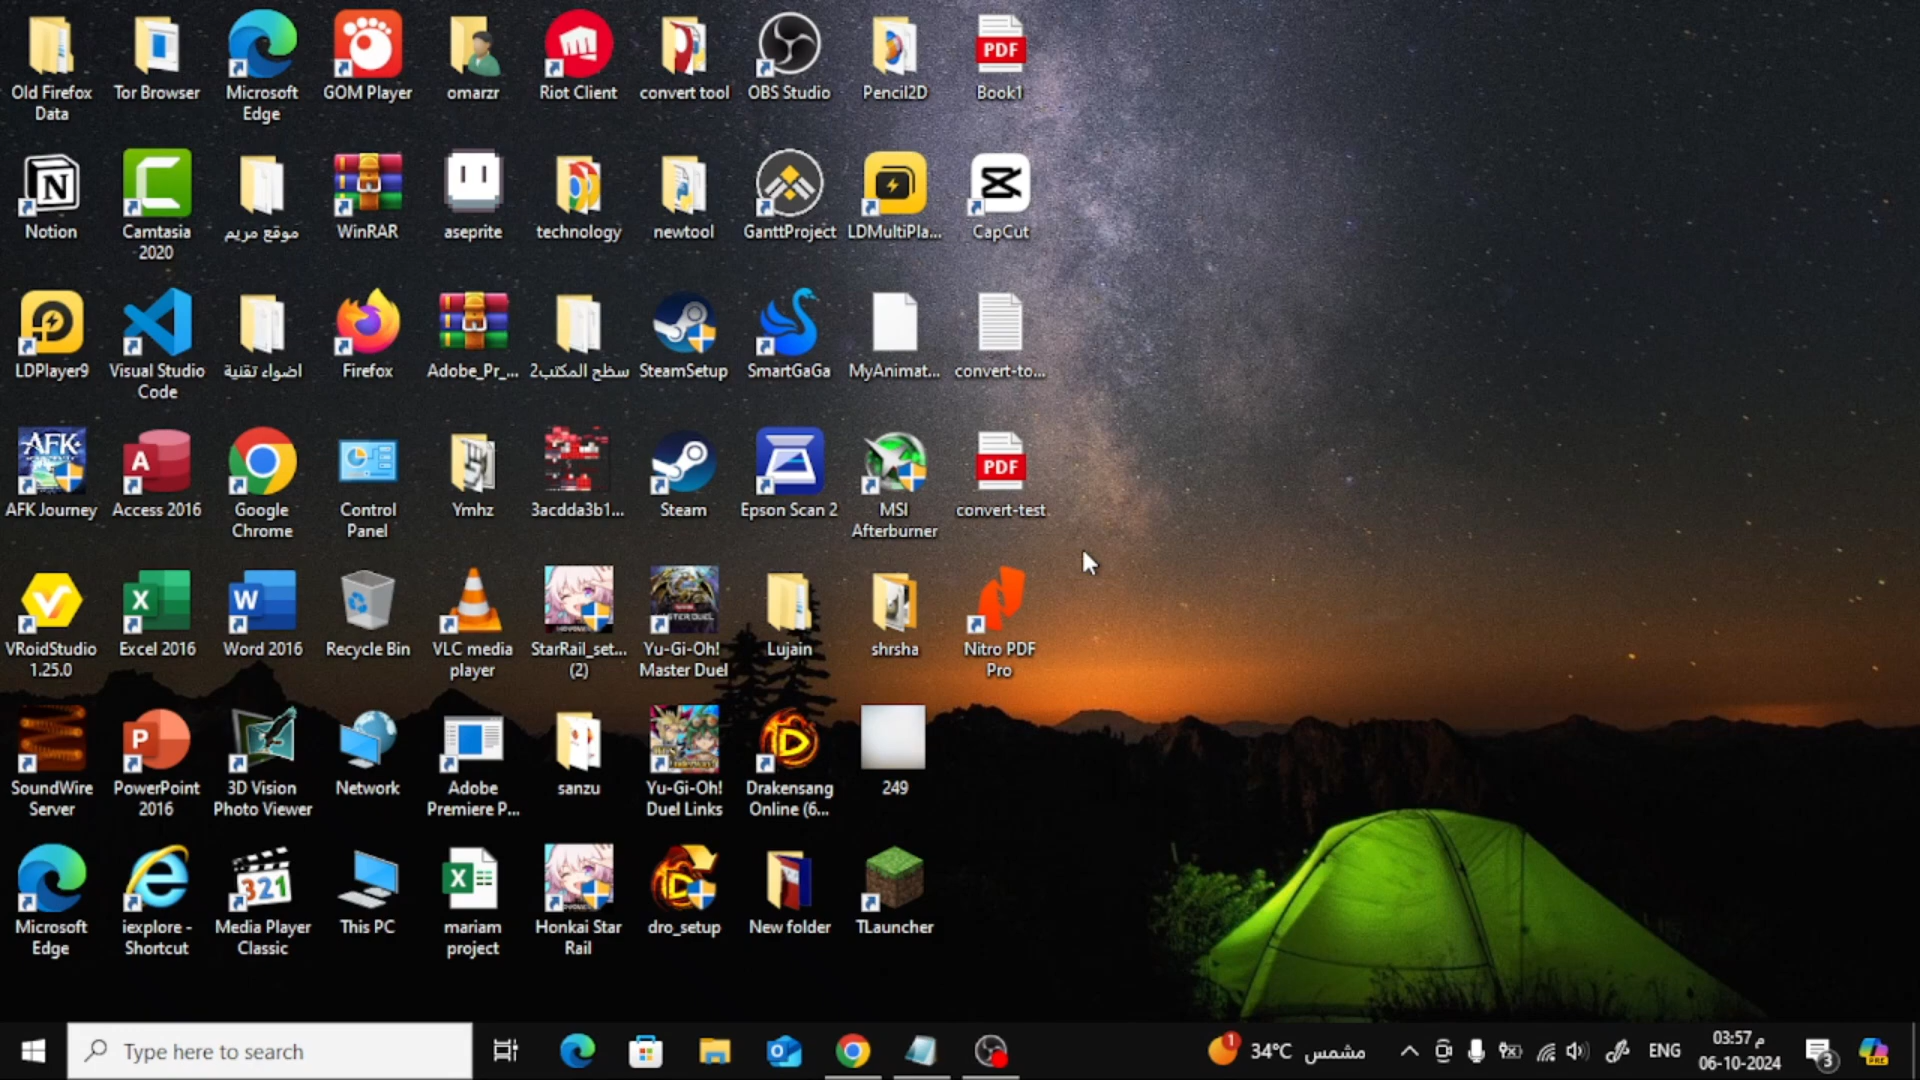 Old Firefox Data
Tor Browser
Microsoft Edge
GOM Player
omarzr
Riot Client
convert tool
OBS Studio
Pencil2D
PDF
Book1
Notion
Camtasia 2020
موقع مريم
WinRAR
aseprite
technology
newtool
GanttProject
LDMultiPla...
CapCut
LDPlayer9
Visual Studio Code
اضواء تقنية
Firefox
Adobe_Pr_...
سطح المكتب2
SteamSetup
SmartGaGa
MyAnimat...
convert-to...
AFK Journey
Access 2016
Google Chrome
Control Panel
Ymhz
3acdda3b1...
Steam
Epson Scan 2
MSI Afterburner
PDF
convert-test
VRoidStudio 1.25.0
Excel 2016
Word 2016
Recycle Bin
VLC media player
StarRail_set... (2)
Yu-Gi-Oh! Master Duel
Lujain
shrsha
Nitro PDF Pro
SoundWire Server
PowerPoint 2016
3D Vision Photo Viewer
Network
Adobe Premiere P...
sanzu
Yu-Gi-Oh! Duel Links
Drakensang Online (6...
249
Microsoft Edge
iexplore - Shortcut
321
Media Player Classic
This PC
mariam project
Honkai Star Rail
dro_setup
New folder
TLauncher
Type here to search
1
34°C مشمس
ENG
03:57 م
06-10-2024
3
PRE